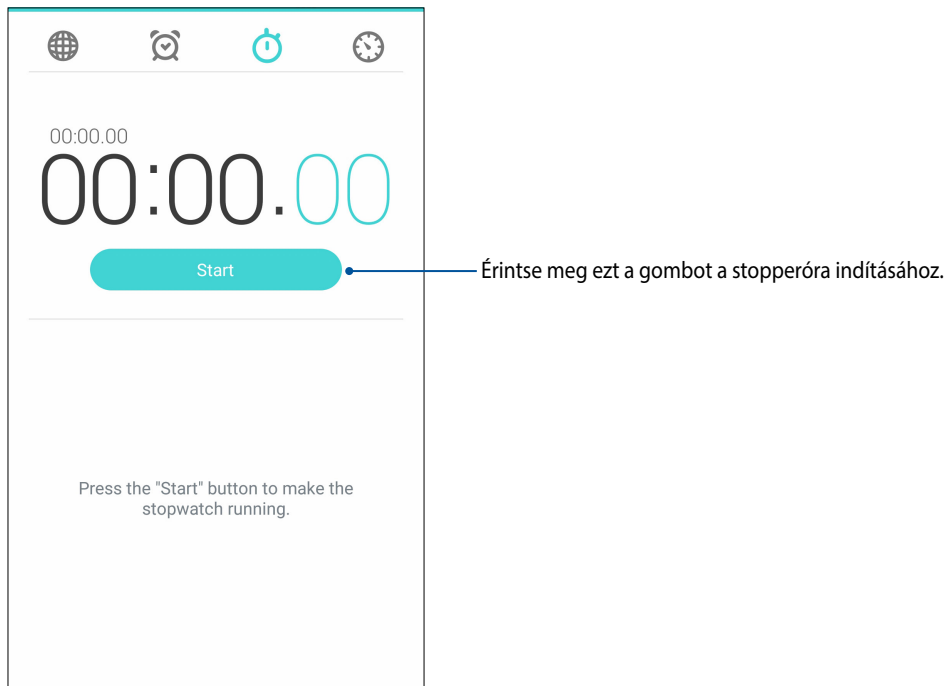 00:00.00
00:00.00
Start
Érintse meg ezt a gombot a stopperóra indításához.
Press the "Start" button to make the
stopwatch running.